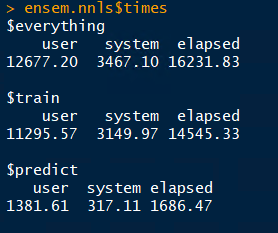 > ensem.nnls$times
$everything
user system elapsed
12677.20 3467.10 16231.83
$train
user system elapsed
11295.57 3149.97 14545.33
$predict
user system elapsed
1381.61 317.11 1686.47